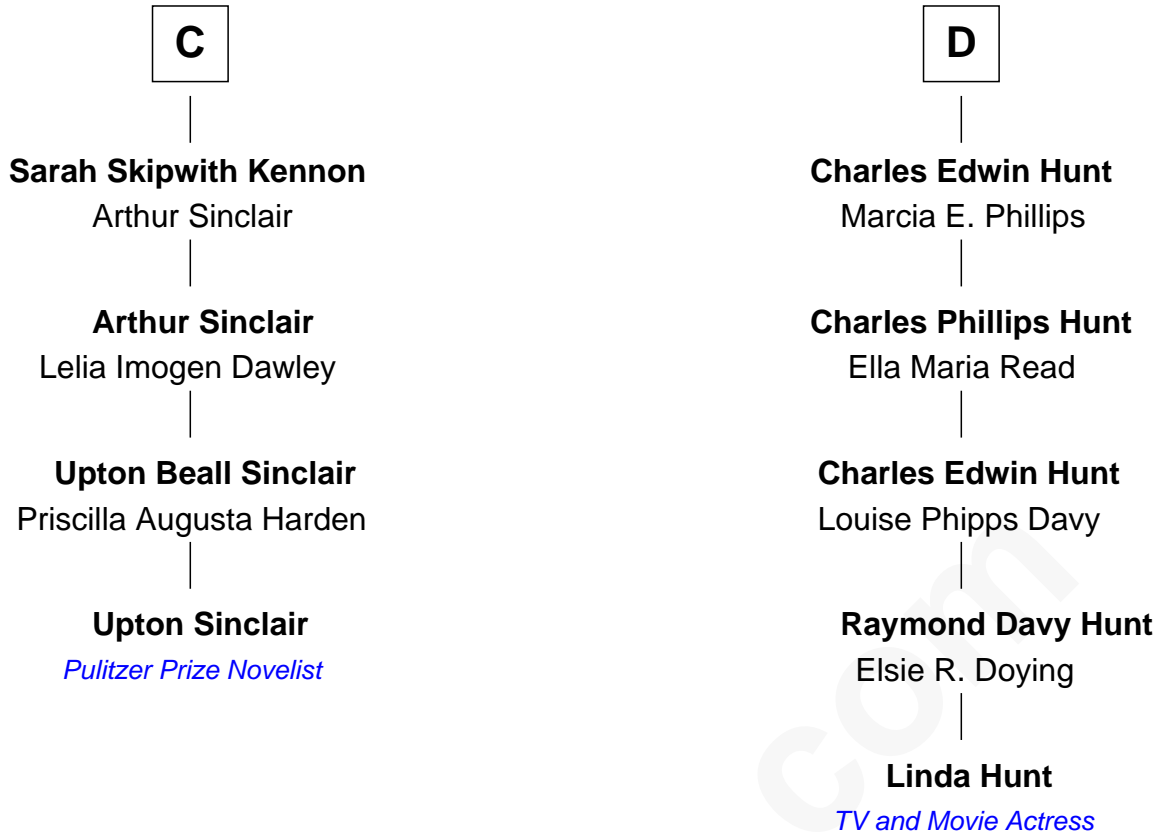 C
Sarah Skipwith Kennon
Arthur Sinclair
Arthur Sinclair
Lelia Imogen Dawley
Upton Beall Sinclair
Priscilla Augusta Harden
Upton Sinclair
Pulitzer Prize Novelist
D
Charles Edwin Hunt
Marcia E. Phillips
Charles Phillips Hunt
Ella Maria Read
Charles Edwin Hunt
Louise Phipps Davy
Raymond Davy Hunt
Elsie R. Doying
Linda Hunt
TV and Movie Actress
com